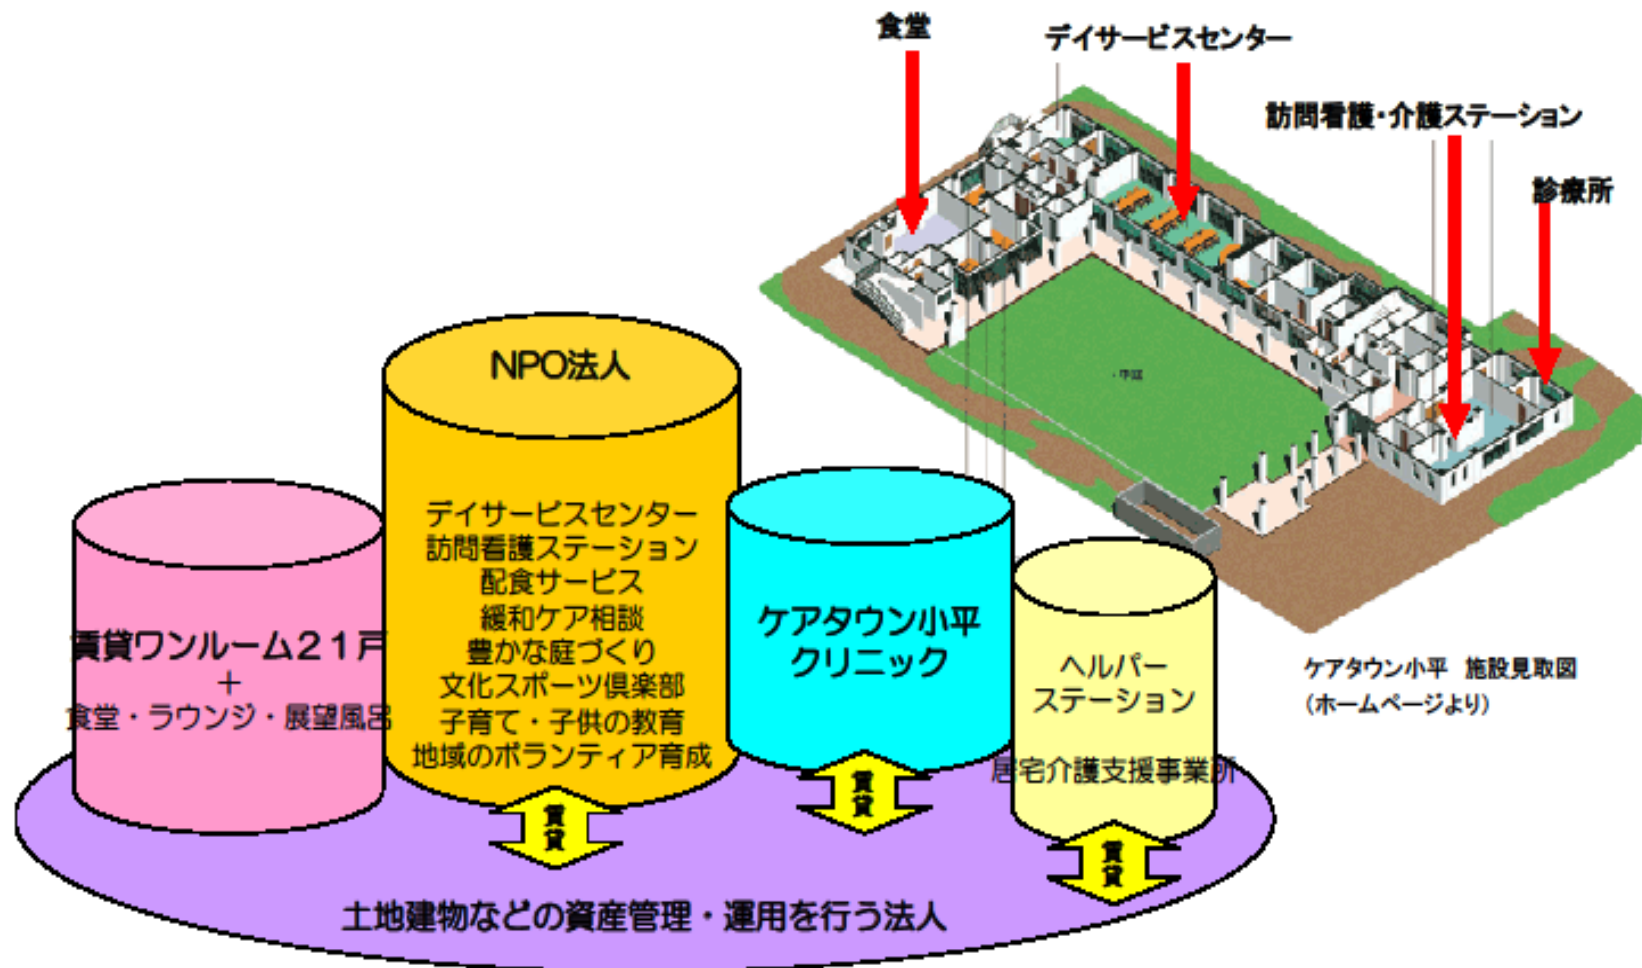 食堂
デイサービスセンター
訪問看護・介護ステーション
診療所
・中庭
NPO法人
デイサービスセンター
訪問看護ステーション
配食サービス
緩和ケア相談
豊かな庭づくり
文化スポーツ倶楽部
子育て・子供の教育
地域のボランティア育成
賃貸ワンルーム21戸
+
食堂・ラウンジ・展望風呂
ケアタウン小平
クリニック
ヘルパー
ステーション
居宅介護支援事業所
ケアタウン小平 施設見取図
(ホームページより)
賃貸
賃貸
賃貸
土地建物などの資産管理・運用を行う法人